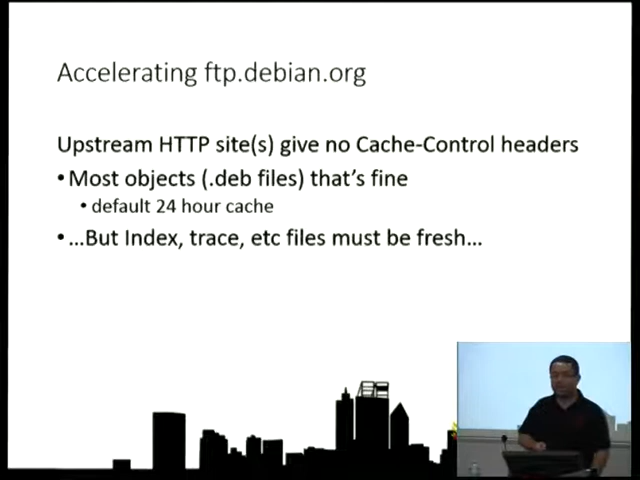 Accelerating ftp.debian.org
Upstream HTTP site(s) give no Cache-Control headers
• Most objects (.deb files) that's fine
• default 24 hour cache
• ...But Index, trace, etc files must be fresh...